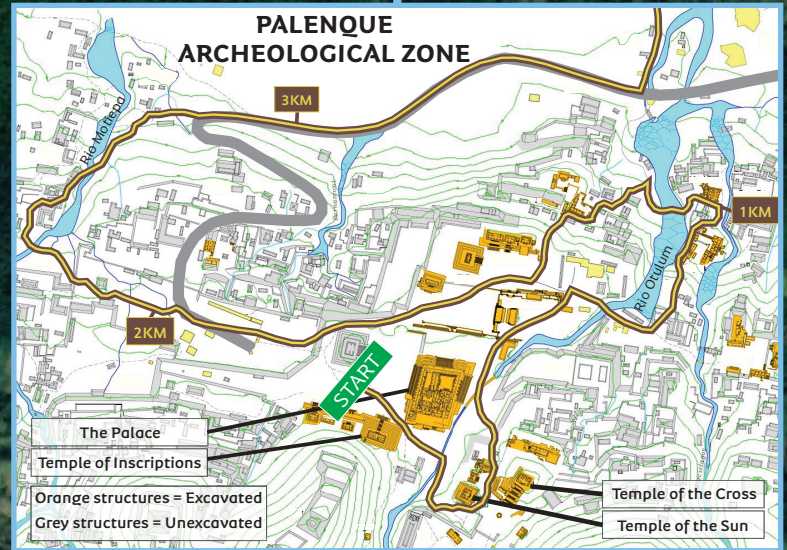 PALENQUE
ARCHEOLOGICAL ZONE
3KM
Rio Motiepa
1KM
Rio Otulum
2KM
START
The Palace
Temple of Inscriptions
Orange structures = Excavated
Grey structures = Unexcavated
Temple of the Cross
Temple of the Sun